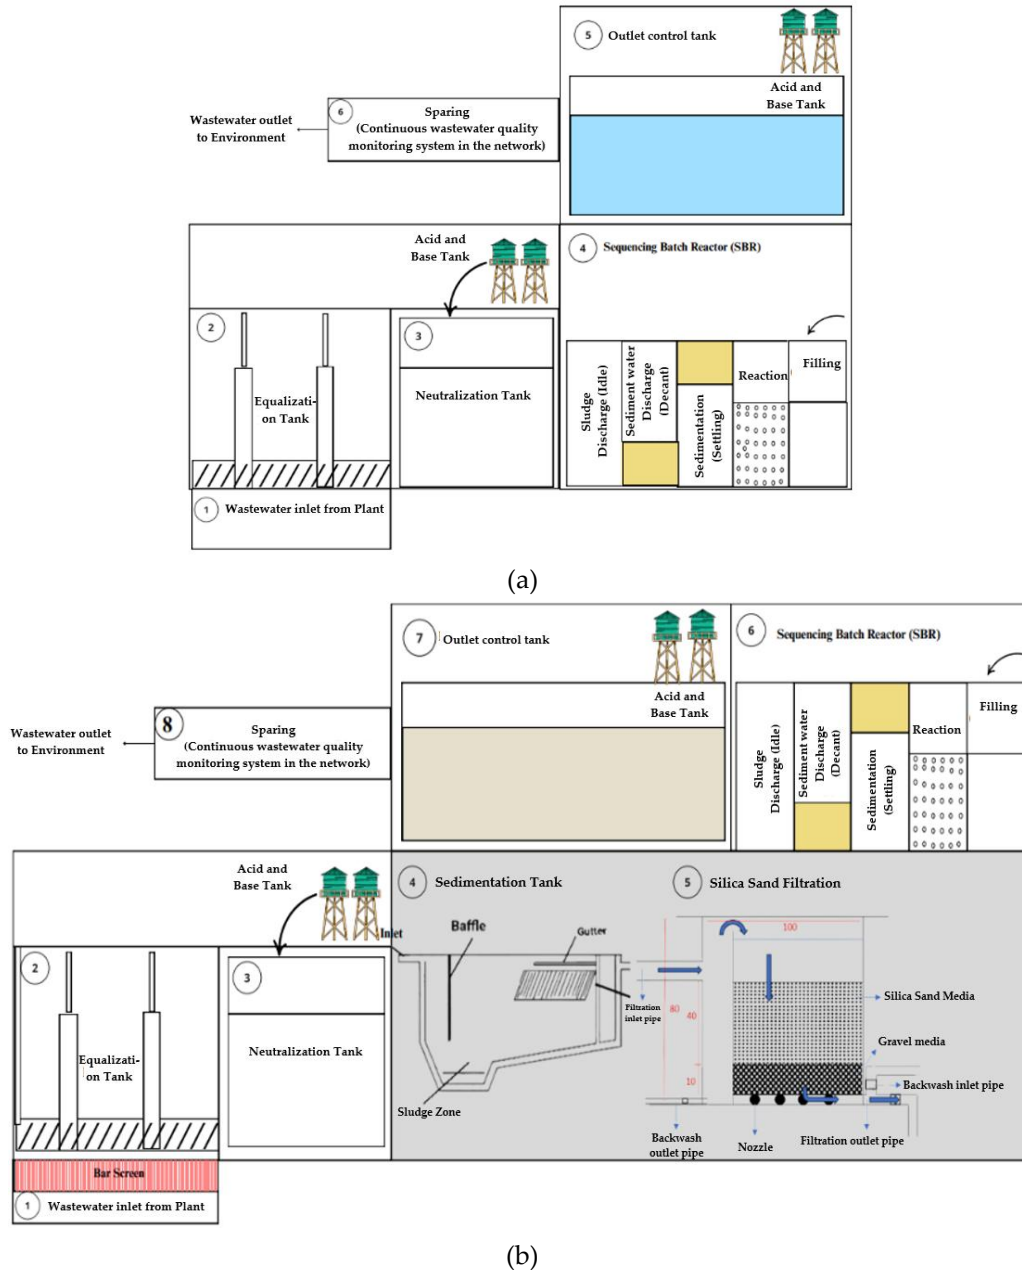 5 Outlet control tank
Acid and
Base Tank
6
Sparing
(Continuous wastewater quality
monitoring system in the network)
Wastewater outlet
to Environment
Acid and
Base Tank
4 Sequencing Batch Reactor (SBR)
2
Equalizati-
on Tank
3
Neutralization Tank
Sludge
Discharge (Idle)
Sediment water
Discharge
(Decant)
Sedimentation
(Settling)
Reaction
Filling
1 Wastewater inlet from Plant
(a)
7 Outlet control tank
Acid and
Base Tank
6 Sequencing Batch Reactor (SBR)
Sludge
Discharge (Idle)
Sediment water
Discharge
(Decant)
Sedimentation
(Settling)
Reaction
Filling
8
Sparing
(Continuous wastewater quality
monitoring system in the network)
Wastewater outlet
to Environment
Acid and
Base Tank
2
Equalizati-
on Tank
3
Neutralization Tank
4 Sedimentation Tank
Inlet
Baffle
Gutter
Filtration
inlet pipe
Sludge Zone
5 Silica Sand Filtration
100
80
40
10
Silica Sand Media
Gravel media
Backwash inlet pipe
Backwash
outlet pipe
Nozzle
Filtration outlet pipe
Bar Screen
1 Wastewater inlet from Plant
(b)